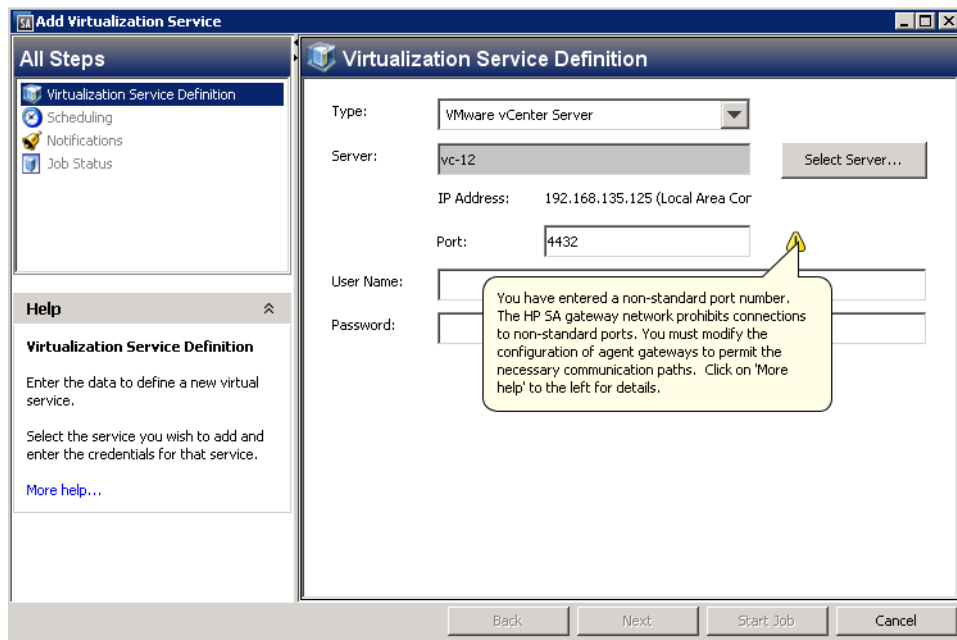 SA Add Virtualization Service
All Steps
Virtualization Service Definition
Scheduling
Notifications
Job Status
Help
Virtualization Service Definition
Enter the data to define a new virtual
service.
Select the service you wish to add and
enter the credentials for that service.
More help...
Virtualization Service Definition
Type:
VMware vCenter Server
Server:
vc-12
Select Server...
IP Address:
192.168.135.125 (Local Area Cor
Port:
4432
User Name:
Password:
You have entered a non-standard port number.
The HP SA gateway network prohibits connections
to non-standard ports. You must modify the
configuration of agent gateways to permit the
necessary communication paths. Click on 'More
help' to the left for details.
Back
Next
Start Job
Cancel